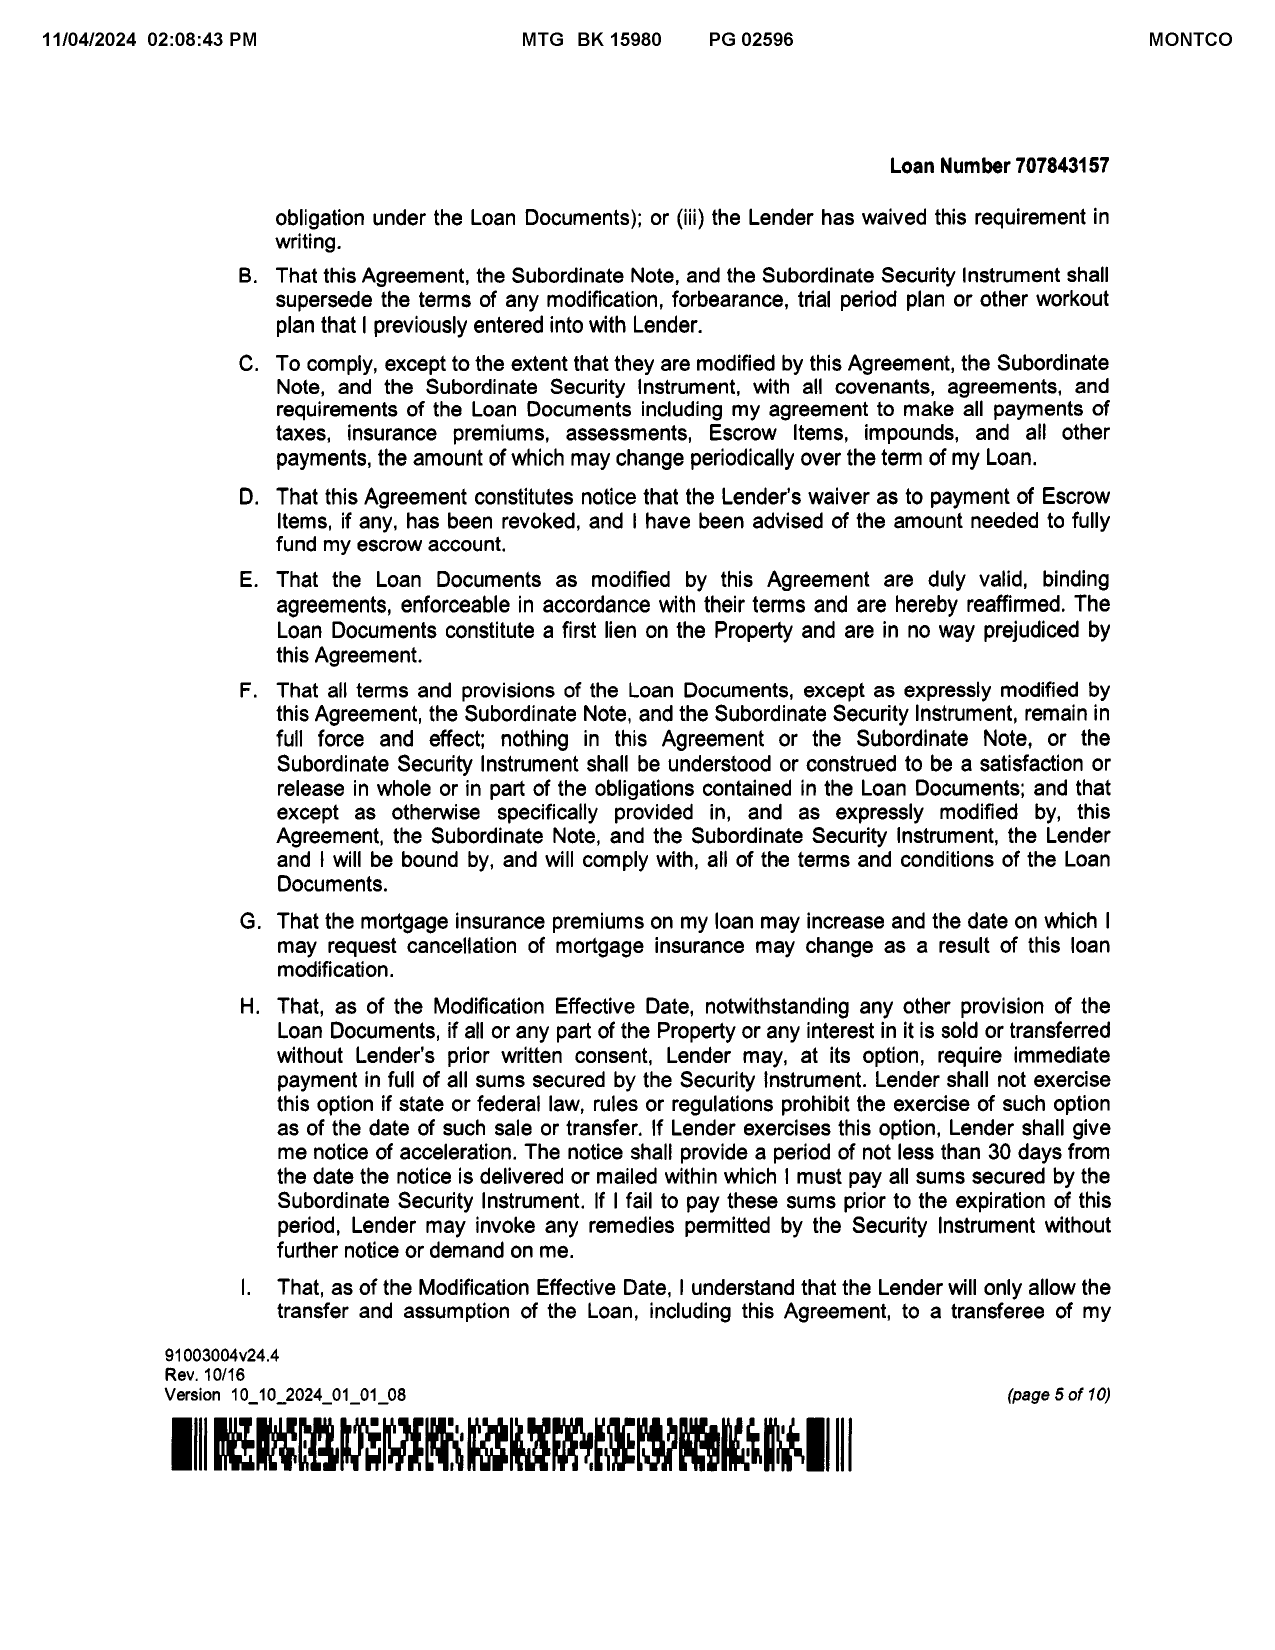 11/04/2024 02:08:43 PM MTG BK 15980 PG 02596 MONTCO
Loan Number 707843157
obligation under the Loan Documents); or (iii) the Lender has waived this requirement in
writing.
B. That this Agreement, the Subordinate Note, and the Subordinate Security Instrument shall
supersede the terms of any modification, forbearance, trial period plan or other workout
plan that I previously entered into with Lender.
C. To comply, except to the extent that they are modified by this Agreement, the Subordinate
Note, and the Subordinate Security Instrument, with all covenants, agreements, and
requirements of the Loan Documents including my agreement to make all payments of
taxes, insurance premiums, assessments, Escrow Items, impounds, and all other
payments, the amount of which may change periodically over the term of my Loan.
D. That this Agreement constitutes notice that the Lender's waiver as to payment of Escrow
Items, if any, has been revoked, and I have been advised of the amount needed to fully
fund my escrow account.
E. That the Loan Documents as modified by this Agreement are duly valid, binding
agreements, enforceable in accordance with their terms and are hereby reaffirmed. The
Loan Documents constitute a first lien on the Property and are in no way prejudiced by
this Agreement.
F. That all terms and provisions of the Loan Documents, except as expressly modified by
this Agreement, the Subordinate Note, and the Subordinate Security Instrument, remain in
full force and effect; nothing in this Agreement or the Subordinate Note, or the
Subordinate Security Instrument shall be understood or construed to be a satisfaction or
release in whole or in part of the obligations contained in the Loan Documents; and that
except as otherwise specifically provided in, and as expressly modified by, this
Agreement, the Subordinate Note, and the Subordinate Security Instrument, the Lender
and I will be bound by, and will comply with, all of the terms and conditions of the Loan
Documents.
G. That the mortgage insurance premiums on my loan may increase and the date on which I
may request cancellation of mortgage insurance may change as a result of this loan
modification.
H. That, as of the Modification Effective Date, notwithstanding any other provision of the
Loan Documents, if all or any part of the Property or any interest in it is sold or transferred
without Lender's prior written consent, Lender may, at its option, require immediate
payment in full of all sums secured by the Security Instrument. Lender shall not exercise
this option if state or federal law, rules or regulations prohibit the exercise of such option
as of the date of such sale or transfer. If Lender exercises this option, Lender shall give
me notice of acceleration. The notice shall provide a period of not less than 30 days from
the date the notice is delivered or mailed within which I must pay all sums secured by the
Subordinate Security Instrument. If I fail to pay these sums prior to the expiration of this
period, Lender may invoke any remedies permitted by the Security Instrument without
further notice or demand on me.
I. That, as of the Modification Effective Date, I understand that the Lender will only allow the
transfer and assumption of the Loan, including this Agreement, to a transferee of my
91003004v24.4
Rev. 10/16
Version 10_10_2024_01_01_08 (page 5 of 10)